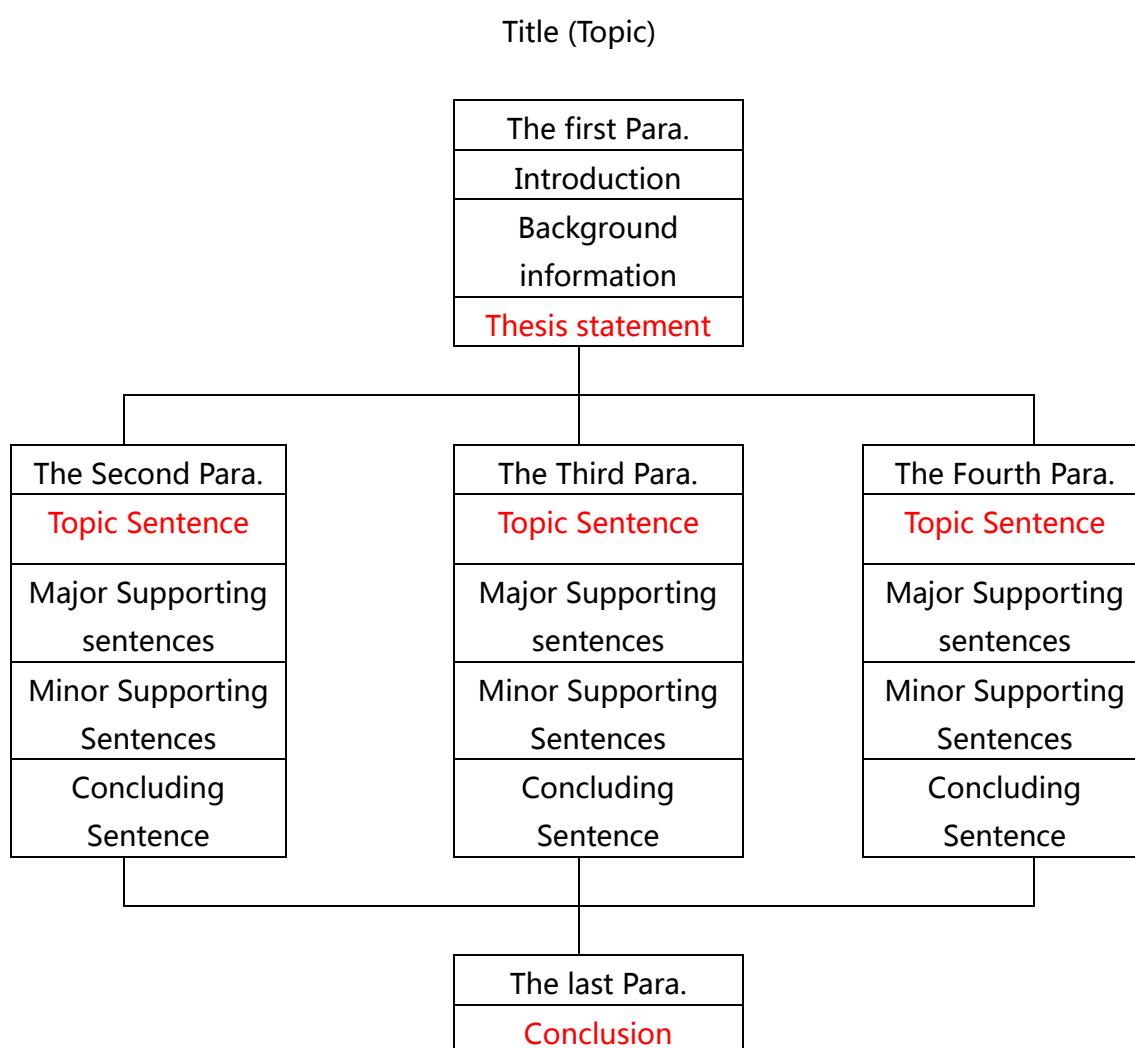 Title (Topic)
The first Para.
Introduction
Background
information
Thesis statement
The Second Para.
Topic Sentence
Major Supporting
sentences
Minor Supporting
Sentences
Concluding
Sentence
The Third Para.
Topic Sentence
Major Supporting
sentences
Minor Supporting
Sentences
Concluding
Sentence
The Fourth Para.
Topic Sentence
Major Supporting
sentences
Minor Supporting
Sentences
Concluding
Sentence
The last Para.
Conclusion